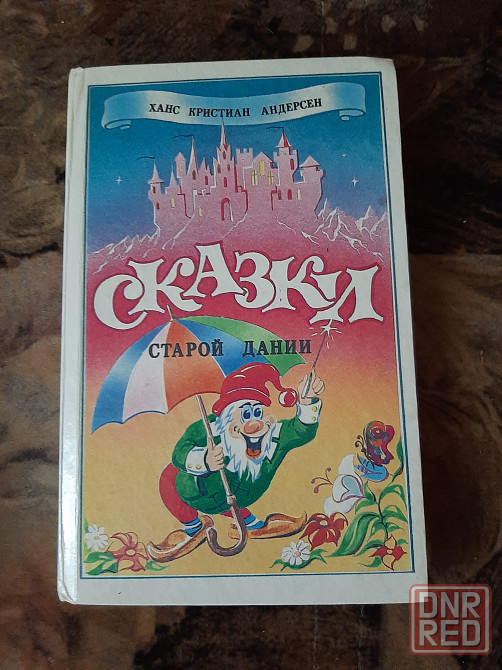 ХАНС КРИСТИАН АНДЕРСЕН
СКАЗКИ
СТАРОЙ ДАНИИ
DNR
RED